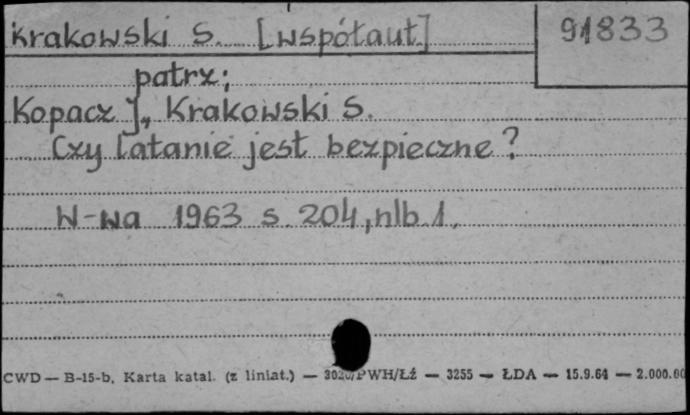 Krakowski S. [współaut.]
91833
patrz:
Kopacz J., Krakowski S.
Czy latanie jest bezpieczne?
W-wa 1963 s. 204, nlb 1.
CWD — B-15-b. Karta katal. (z liniat.) — PWH/Łź — 3255 — ŁDA — 15.9.64 — 2.000.00